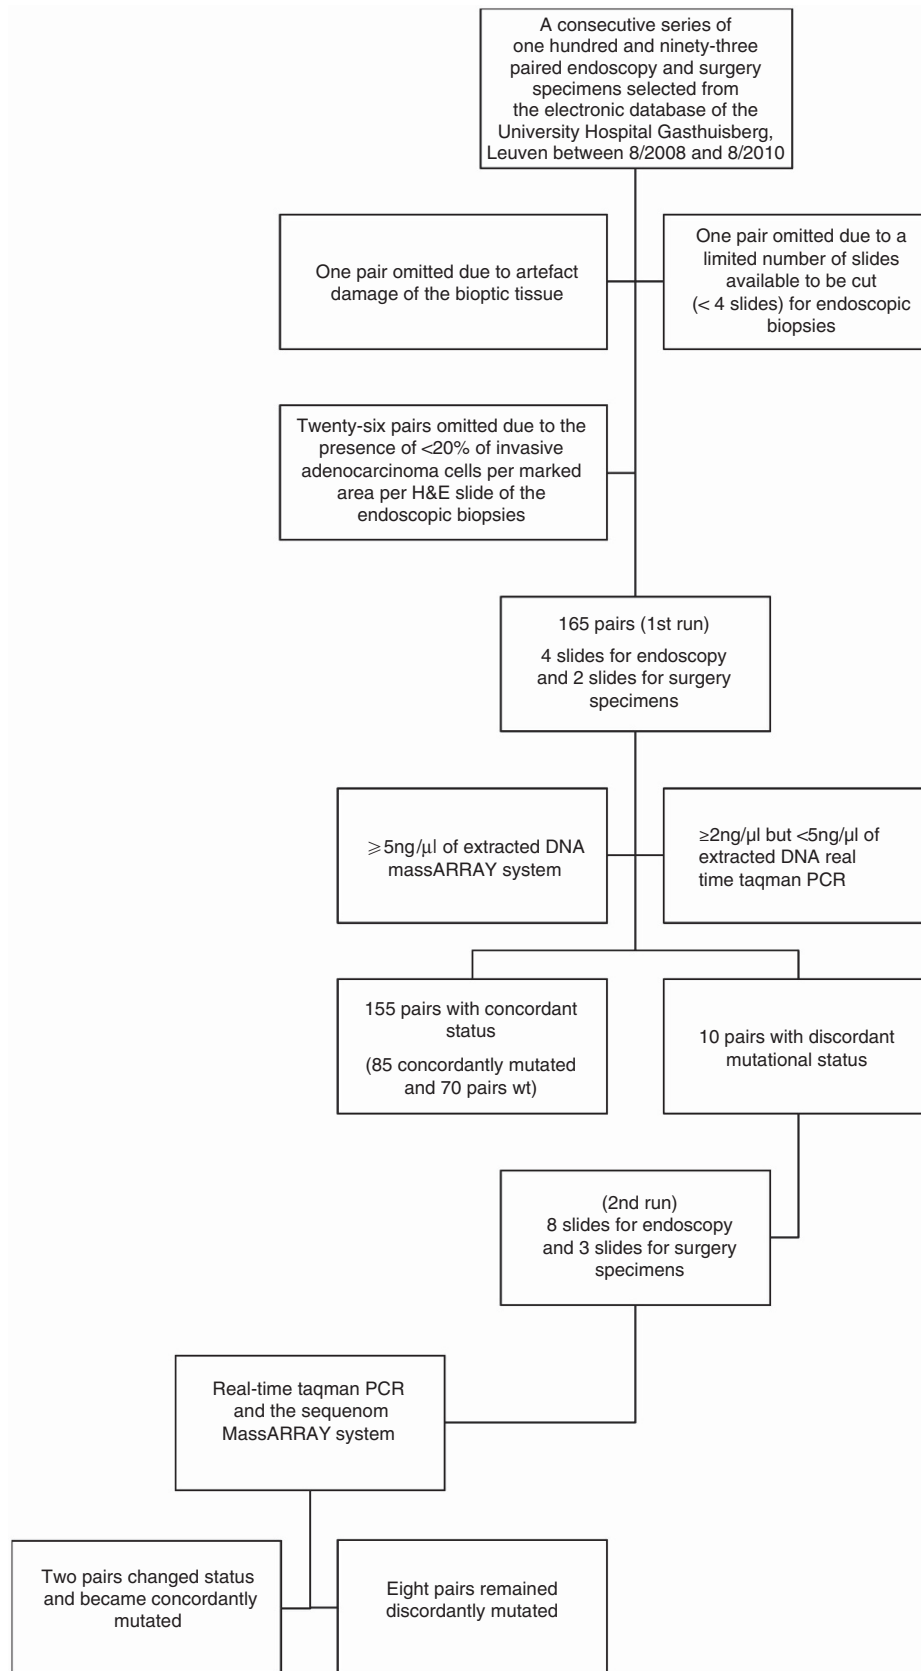 A consecutive series of
one hundred and ninety-three
paired endoscopy and surgery
specimens selected from
the electronic database of the
University Hospital Gasthuisberg,
Leuven between 8/2008 and 8/2010
One pair omitted due to artefact
damage of the bioptic tissue
One pair omitted due to a
limited number of slides
available to be cut
(< 4 slides) for endoscopic
biopsies
Twenty-six pairs omitted due to the
presence of <20% of invasive
adenocarcinoma cells per marked
area per H&E slide of the
endoscopic biopsies
165 pairs (1st run)
4 slides for endoscopy
and 2 slides for surgery
specimens
⩾5ng/μl of extracted DNA
massARRAY system
≥2ng/µl but <5ng/µl of
extracted DNA real
time taqman PCR
155 pairs with concordant
status
(85 concordantly mutated
and 70 pairs wt)
10 pairs with discordant
mutational status
(2nd run)
8 slides for endoscopy
and 3 slides for surgery
specimens
Real-time taqman PCR
and the sequenom
MassARRAY system
Two pairs changed status
and became concordantly
mutated
Eight pairs remained
discordantly mutated